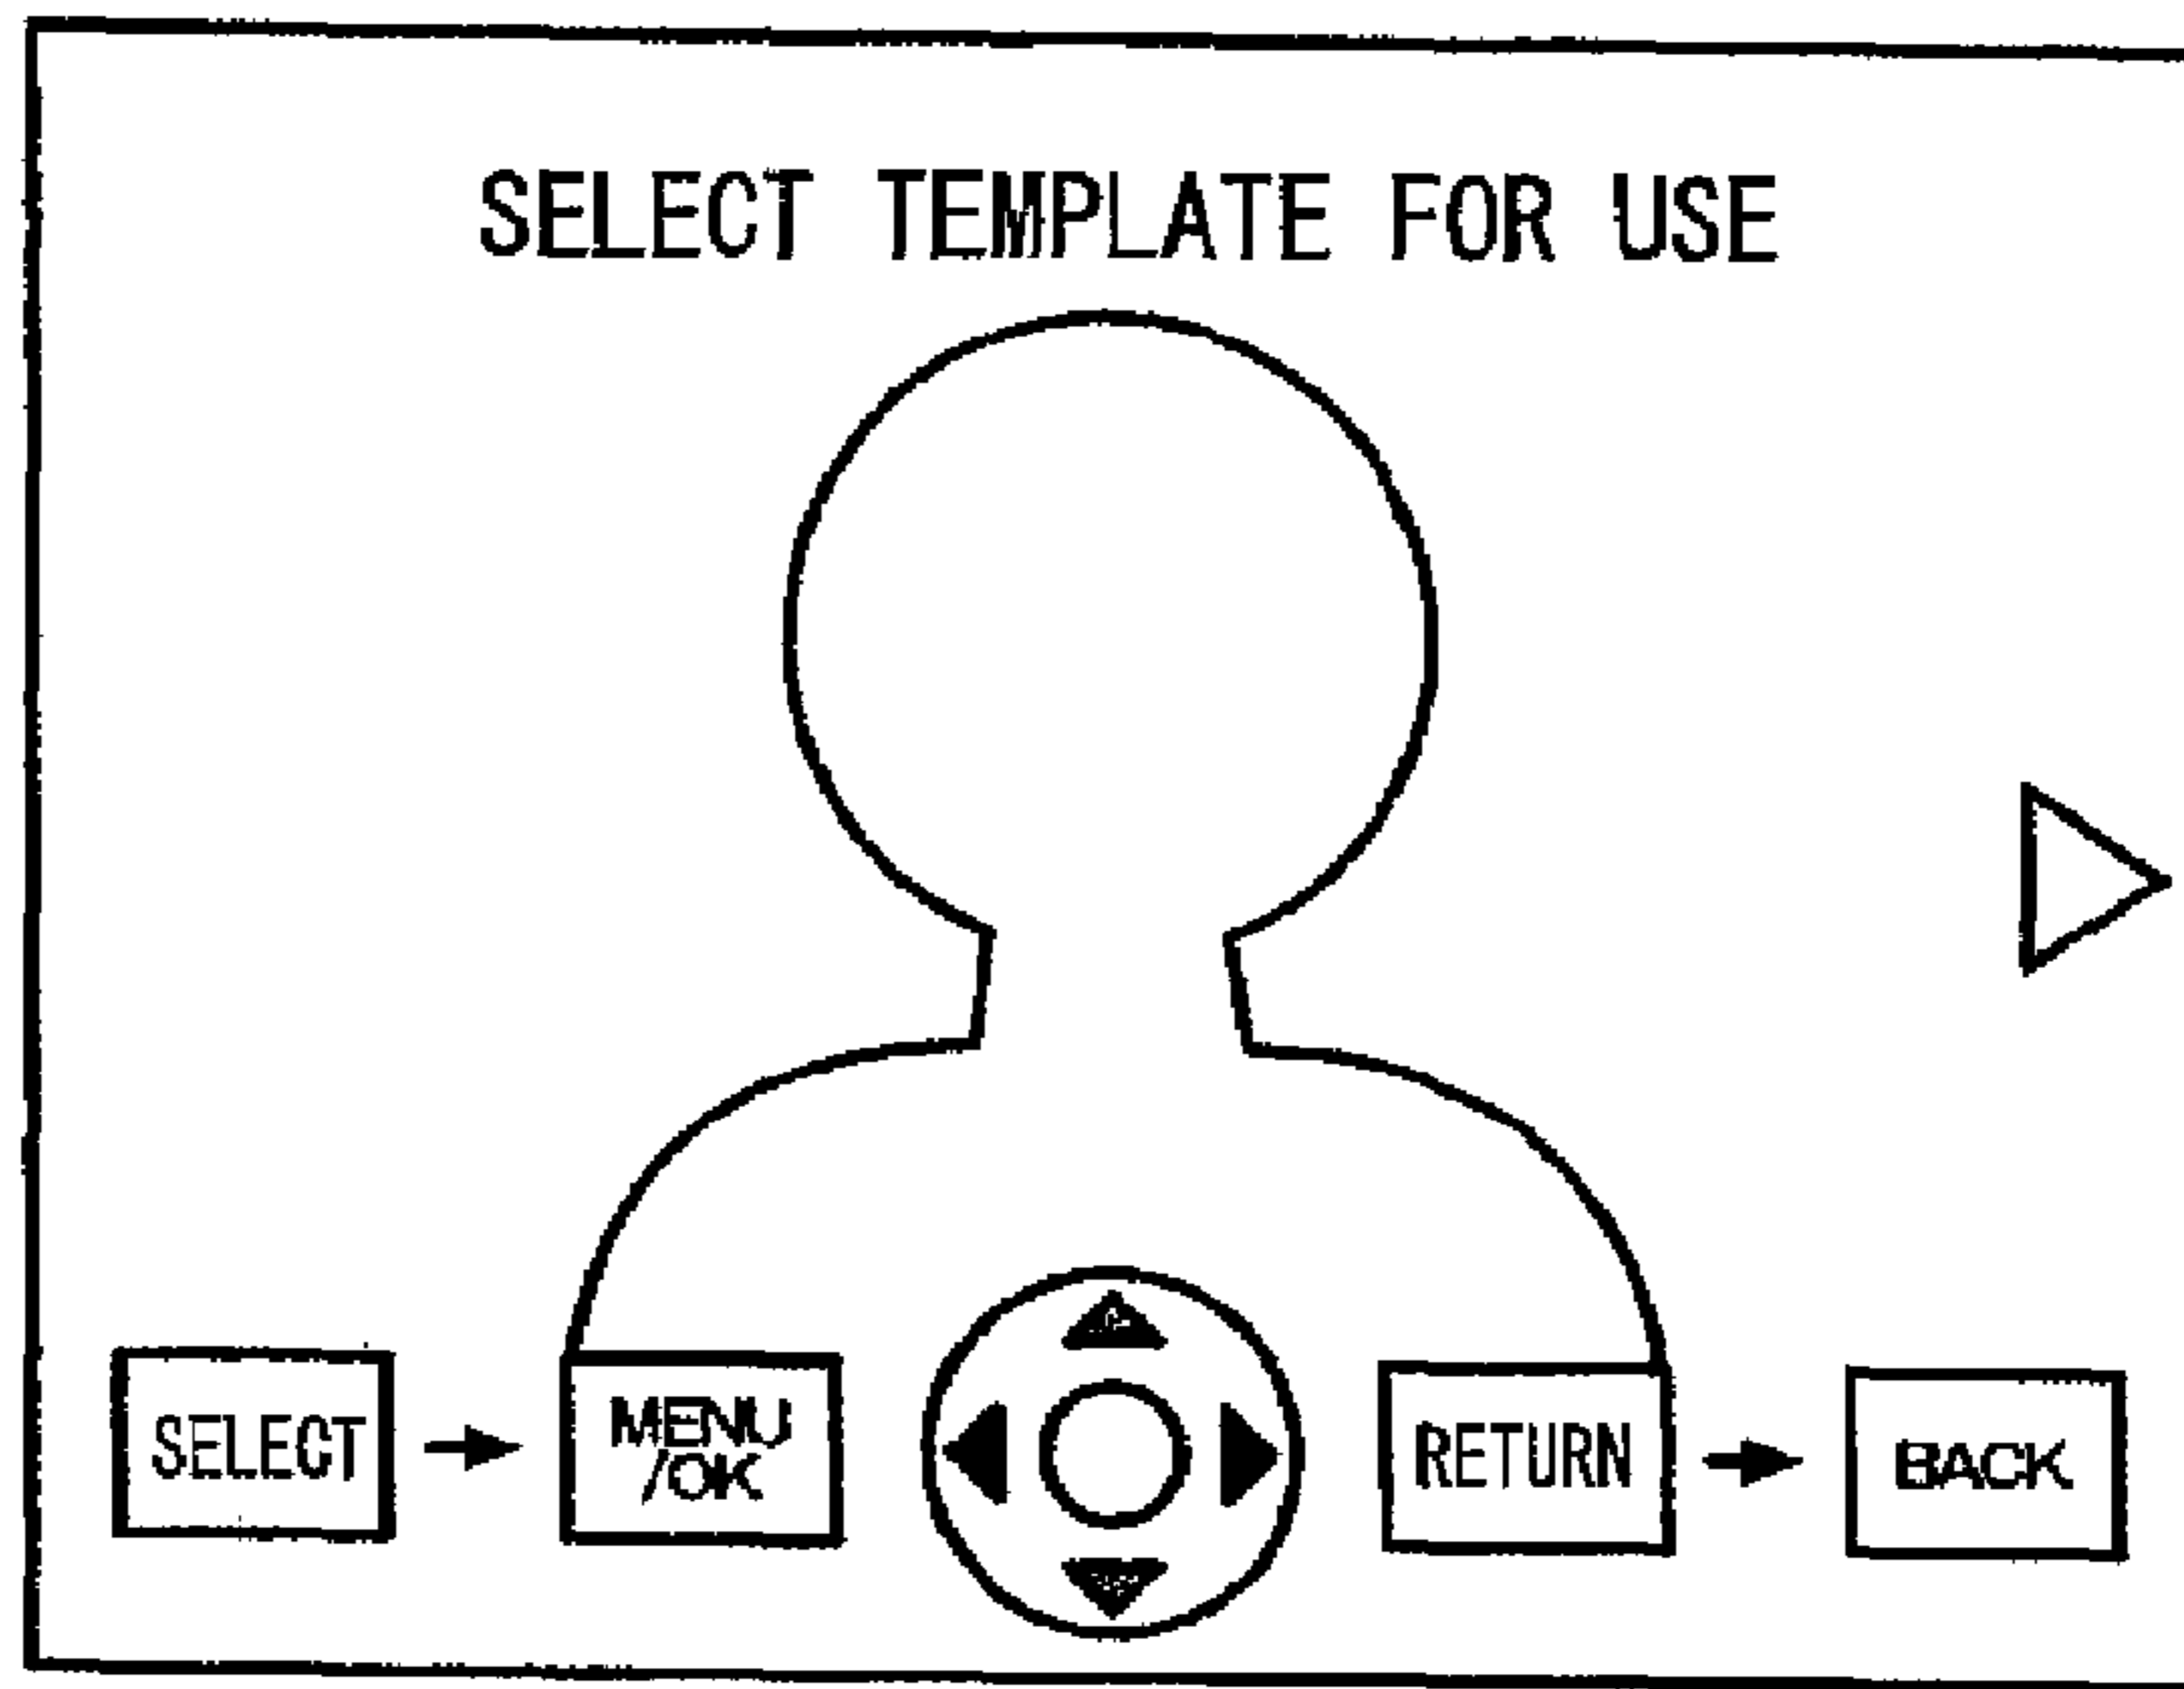 SELECT TEMPLATE FOR USE
SELECT
MENU
/OK
RETURN
BACK